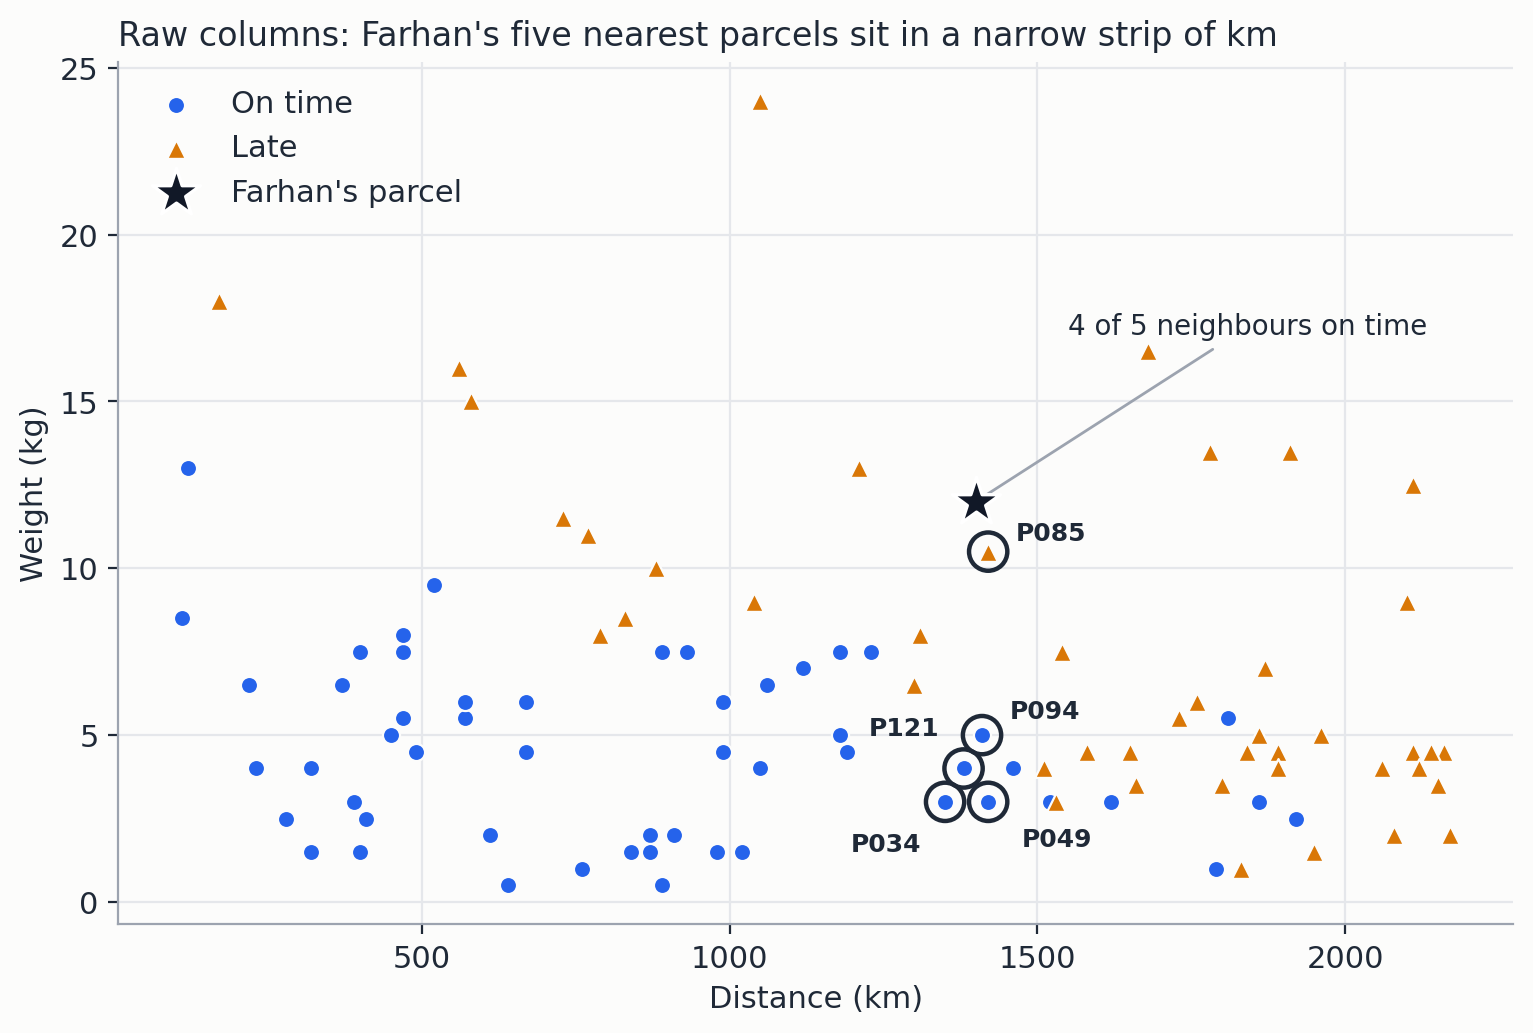 Raw columns: Farhan's five nearest parcels sit in a narrow strip of km
25
On time
Late
Farhan's parcel
20
4 of 5 neighbours on time
15
P085
10
P094
P121
5
P034
P049
0
Weight (kg)
500
1000
1500
2000
Distance (km)